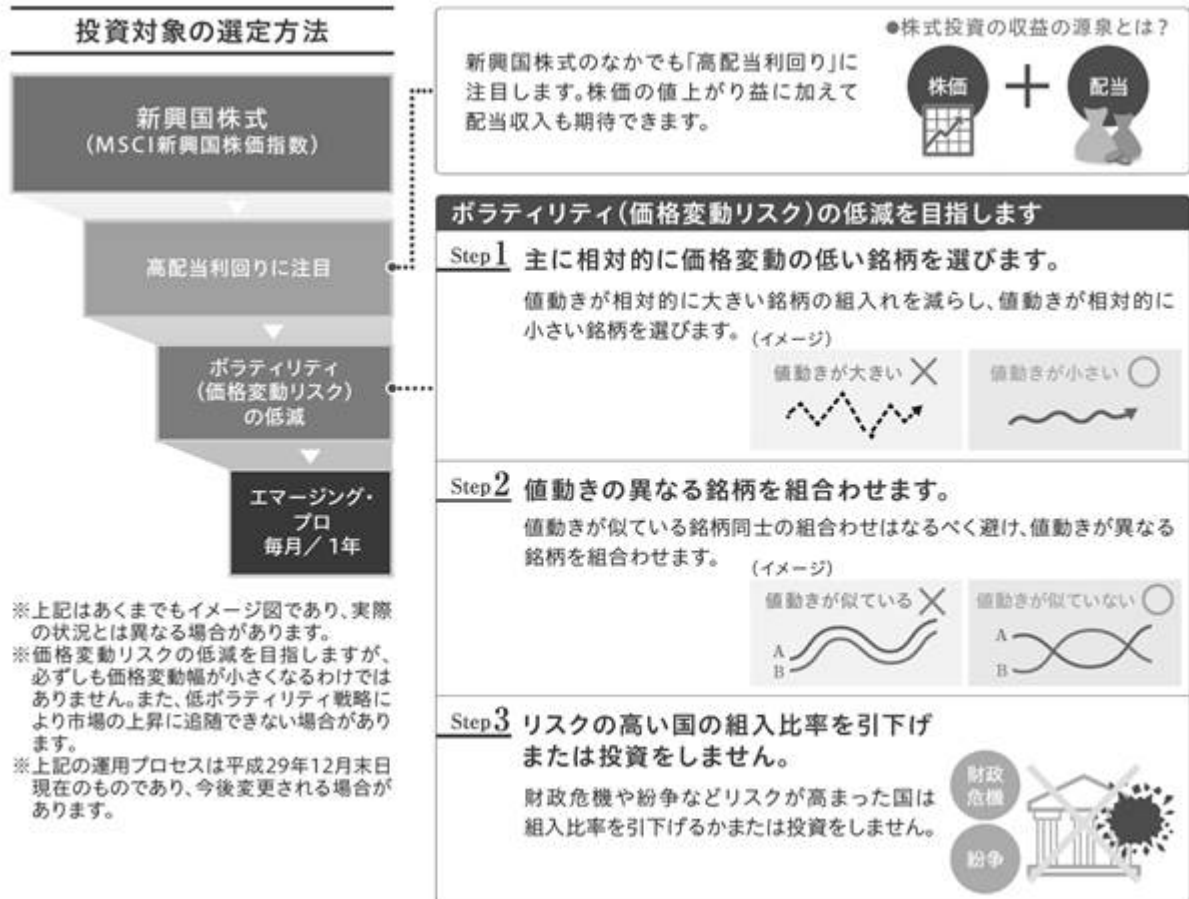 投資対象の選定方法
新興国株式
(MSCI新興国株価指数)
高配当利回りに注目
ボラティリティ
(価格変動リスク)
の低減
エマージング・
プロ
毎月／1年
※上記はあくまでもイメージ図であり、実際
の状況とは異なる場合があります。
※価格変動リスクの低減を目指しますが、
必ずしも価格変動幅が小さくなるわけでは
ありません。また、低ボラティリティ戦略に
より市場の上昇に追随できない場合があり
ます。
※上記の運用プロセスは平成29年12月末日
現在のものであり、今後変更される場合が
あります。
新興国株式のなかでも「高配当利回り」に
注目します。株価の値上がり益に加えて
配当収入も期待できます。
●株式投資の収益の源泉とは？
株価
＋
配当
ボラティリティ(価格変動リスク)の低減を目指します
Step1 主に相対的に価格変動の低い銘柄を選びます。
値動きが相対的に大きい銘柄の組入れを減らし、値動きが相対的に
小さい銘柄を選びます。
(イメージ)
値動きが大きい
値動きが小さい
Step2 値動きの異なる銘柄を組合わせます。
値動きが似ている銘柄同士の組合わせはなるべく避け、値動きが異なる
銘柄を組合わせます。
(イメージ)
値動きが似ている
A
B
値動きが似ていない
A
B
Step3 リスクの高い国の組入比率を引下げ
または投資をしません。
財政危機や紛争などリスクが高まった国は
組入比率を引下げるかまたは投資をしません。
財政
危機
紛争